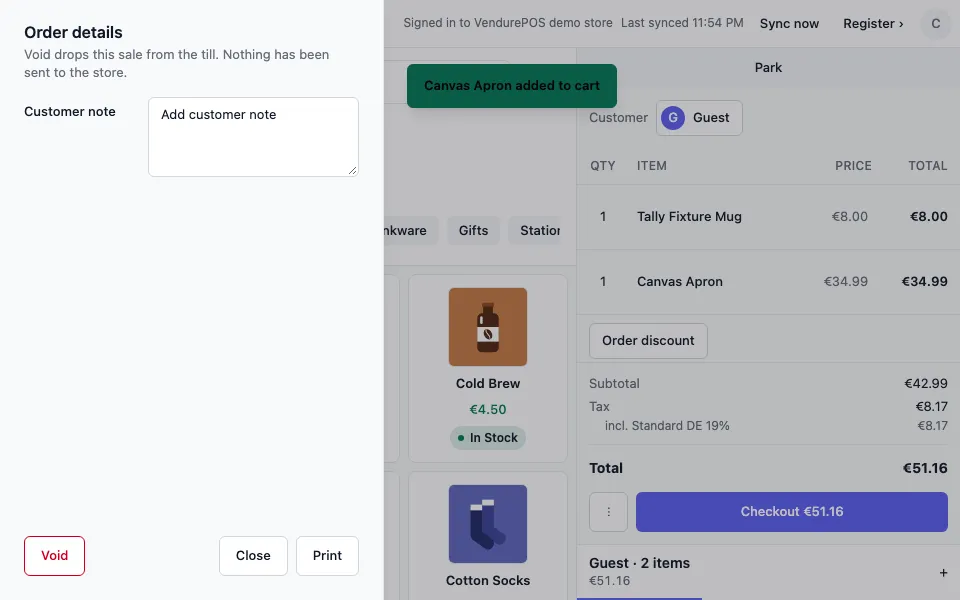 Order details
Void drops this sale from the till. Nothing has been
sent to the store.
Customer note
Add customer note
Void
Close
Print
Signed in to VendurePOS demo store
Last synced 11:54 PM
Sync now
Register ›
C
Canvas Apron added to cart
nkware
Gifts
Station
Cold Brew
€4.50
In Stock
Cotton Socks
Park
Customer
G
Guest
QTY ITEM PRICE TOTAL
1 Tally Fixture Mug €8.00 €8.00
1 Canvas Apron €34.99 €34.99
Order discount
Subtotal €42.99
Tax €8.17
incl. Standard DE 19% €8.17
Total €51.16
Checkout €51.16
Guest · 2 items
€51.16
+